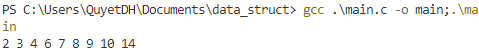 PS C:\Users\QuyetDH\Documents\data_struct> gcc .\main.c -o main;.\ma
in
2 3 4 6 7 8 9 10 14